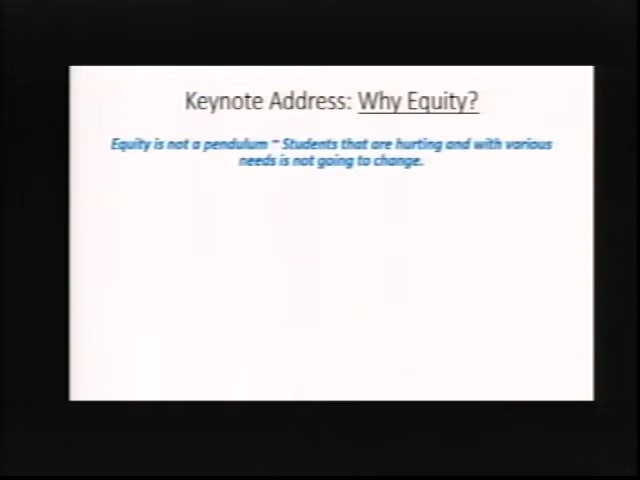 Keynote Address: Why Equity?
Equity is not a pendulum ~ Students that are hurting and with various
needs is not going to change.